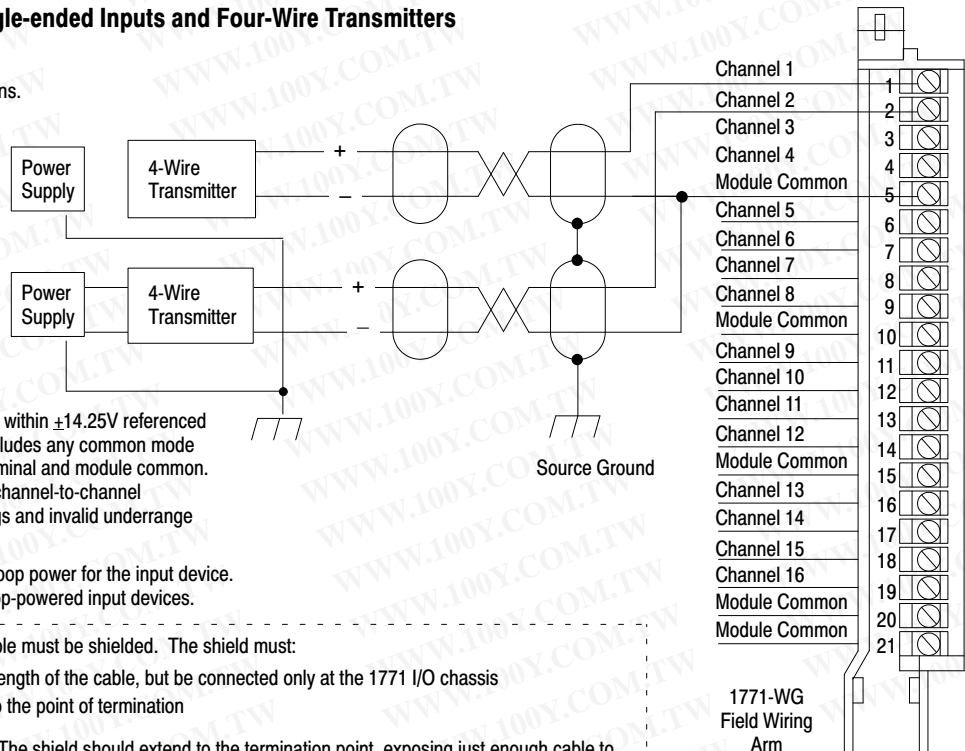 gle-ended Inputs and Four-Wire Transmitters
ns.
Power
Supply
4-Wire
Transmitter
+
–
Power
Supply
4-Wire
Transmitter
+
–
within ±14.25V referenced
cludes any common mode
minal and module common.
channel-to-channel
gs and invalid underrange
oop power for the input device.
op-powered input devices.
Source Ground
ble must be shielded. The shield must:
ength of the cable, but be connected only at the 1771 I/O chassis
o the point of termination
The shield should extend to the termination point, exposing just enough cable to
Channel 1
Channel 2
Channel 3
Channel 4
Module Common
Channel 5
Channel 6
Channel 7
Channel 8
Module Common
Channel 9
Channel 10
Channel 11
Channel 12
Module Common
Channel 13
Channel 14
Channel 15
Channel 16
Module Common
Module Common
1
2
3
4
5
6
7
8
9
10
11
12
13
14
15
16
17
18
19
20
21
1771-WG
Field Wiring
Arm
WWW.100Y.COM.TW